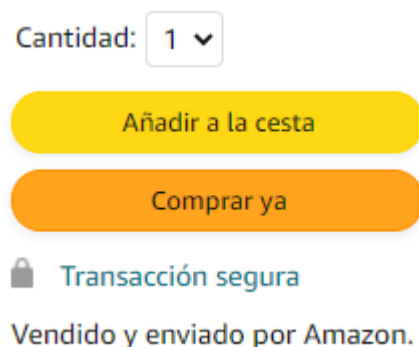 Cantidad: 1
Añadir a la cesta
Comprar ya
Transacción segura
Vendido y enviado por Amazon.